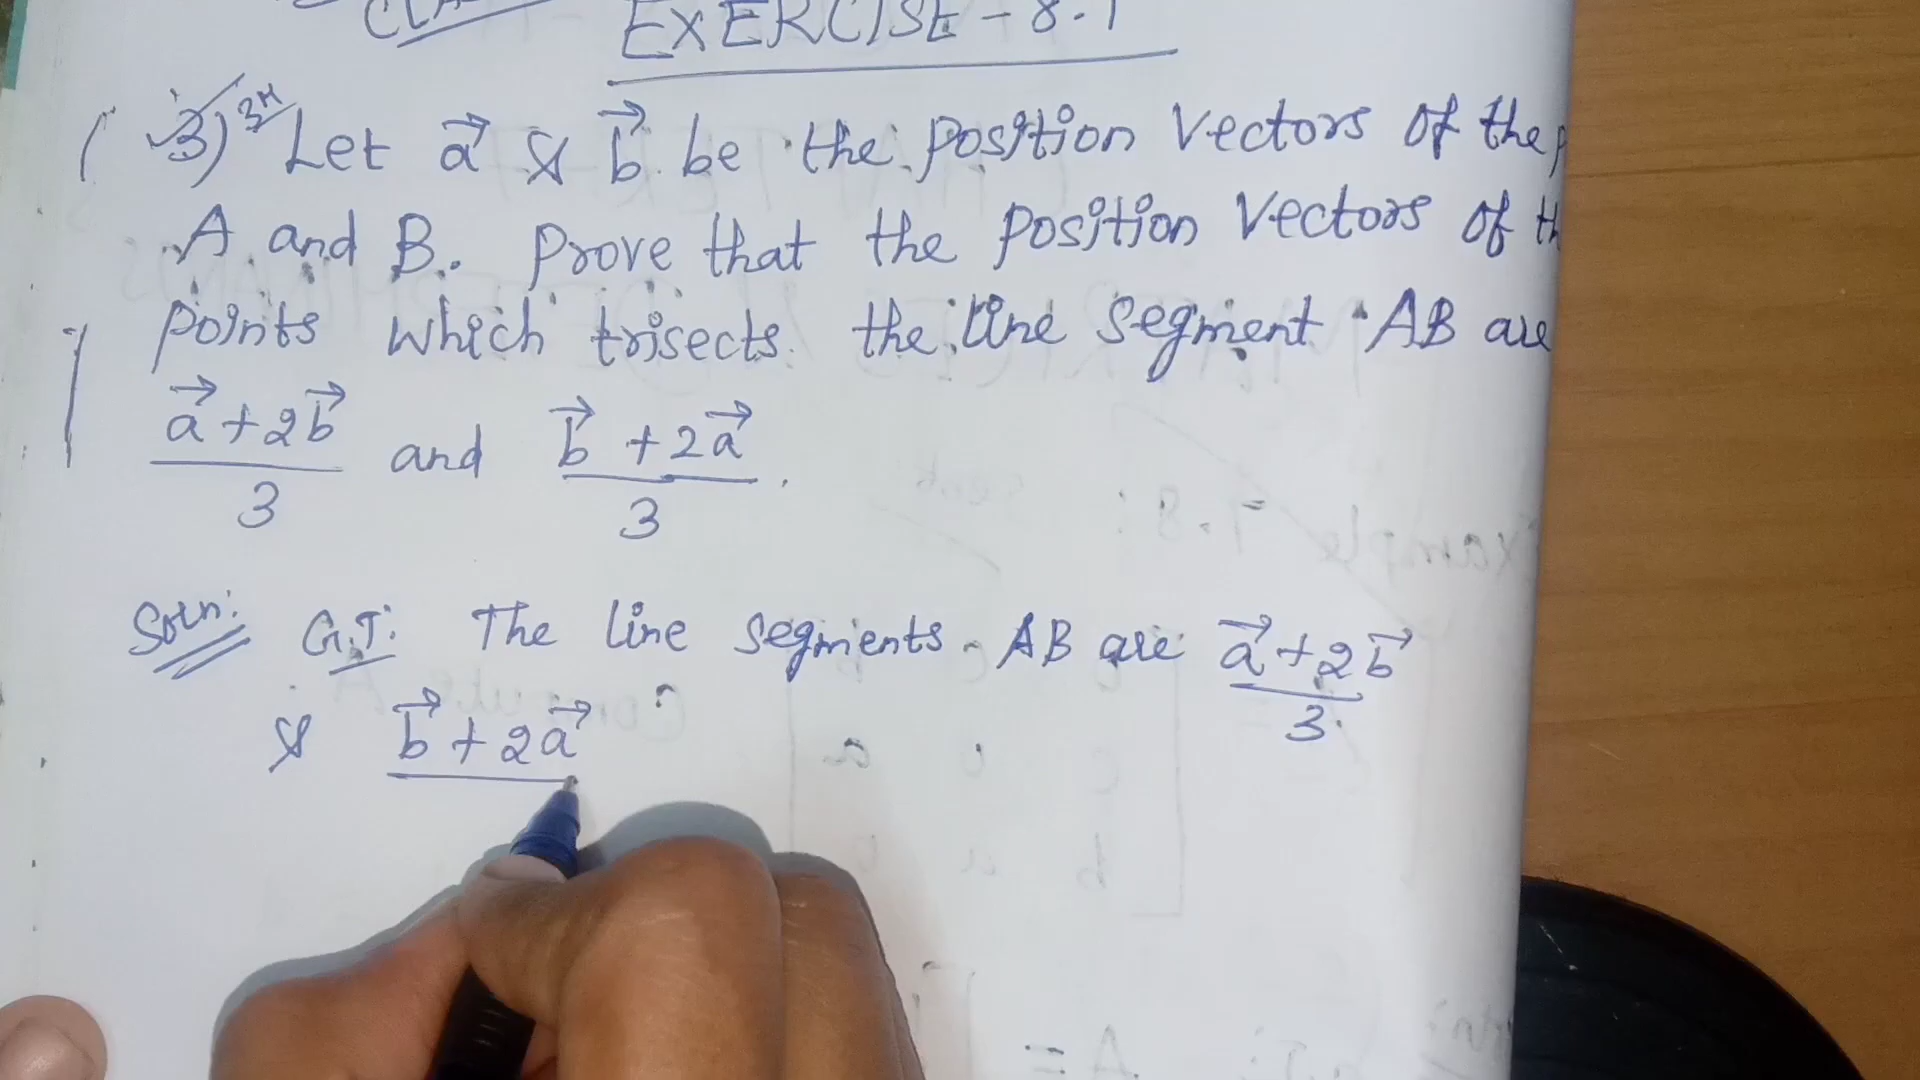 EXERCISE - 8.1
3) 3M Let a⃗ & b⃗ be the position vectors of the
A and B. Prove that the position vectors of
points which trisects the line segment AB are
(a⃗ + 2b⃗)/3 and (b⃗ + 2a⃗)/3.
Soln: G.T: The line segments AB are (a⃗ + 2b⃗)/3
& b⃗ + 2a⃗